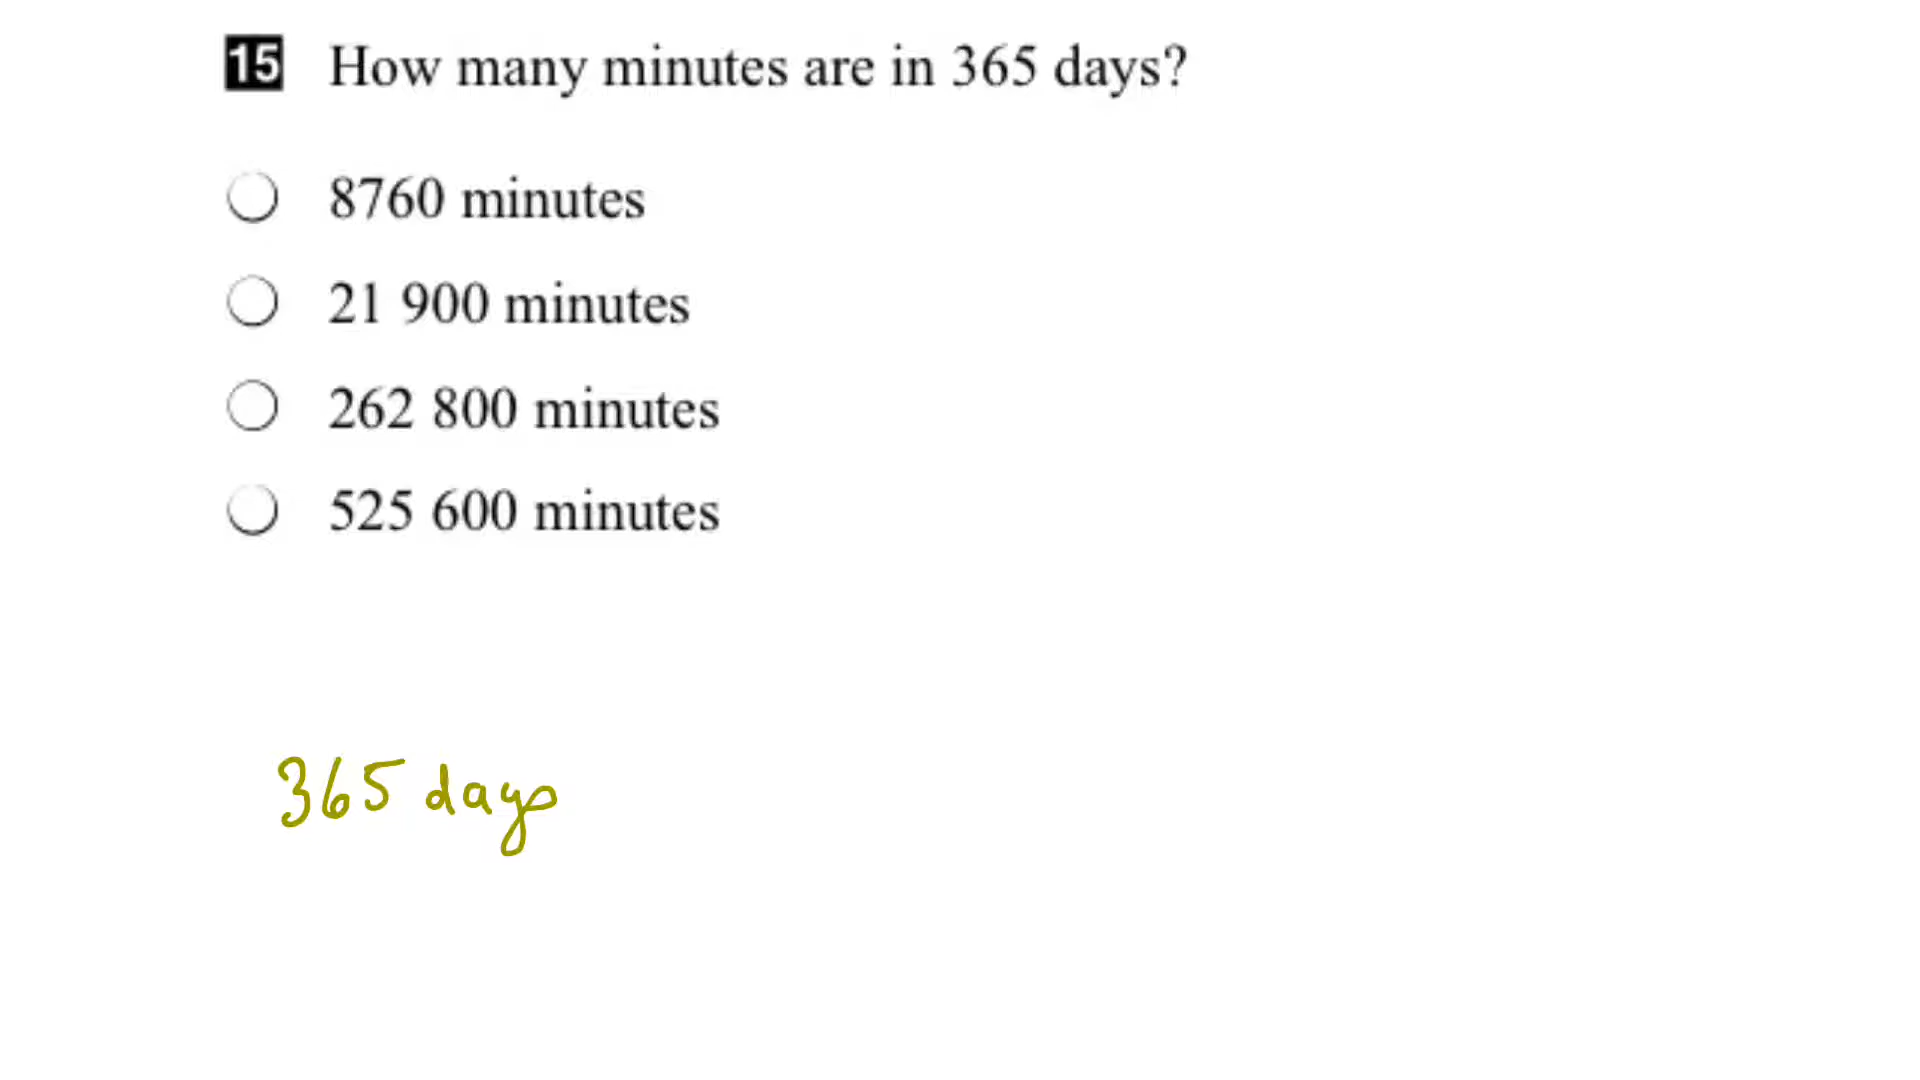 15 How many minutes are in 365 days?
8760 minutes
21 900 minutes
262 800 minutes
525 600 minutes
365 days